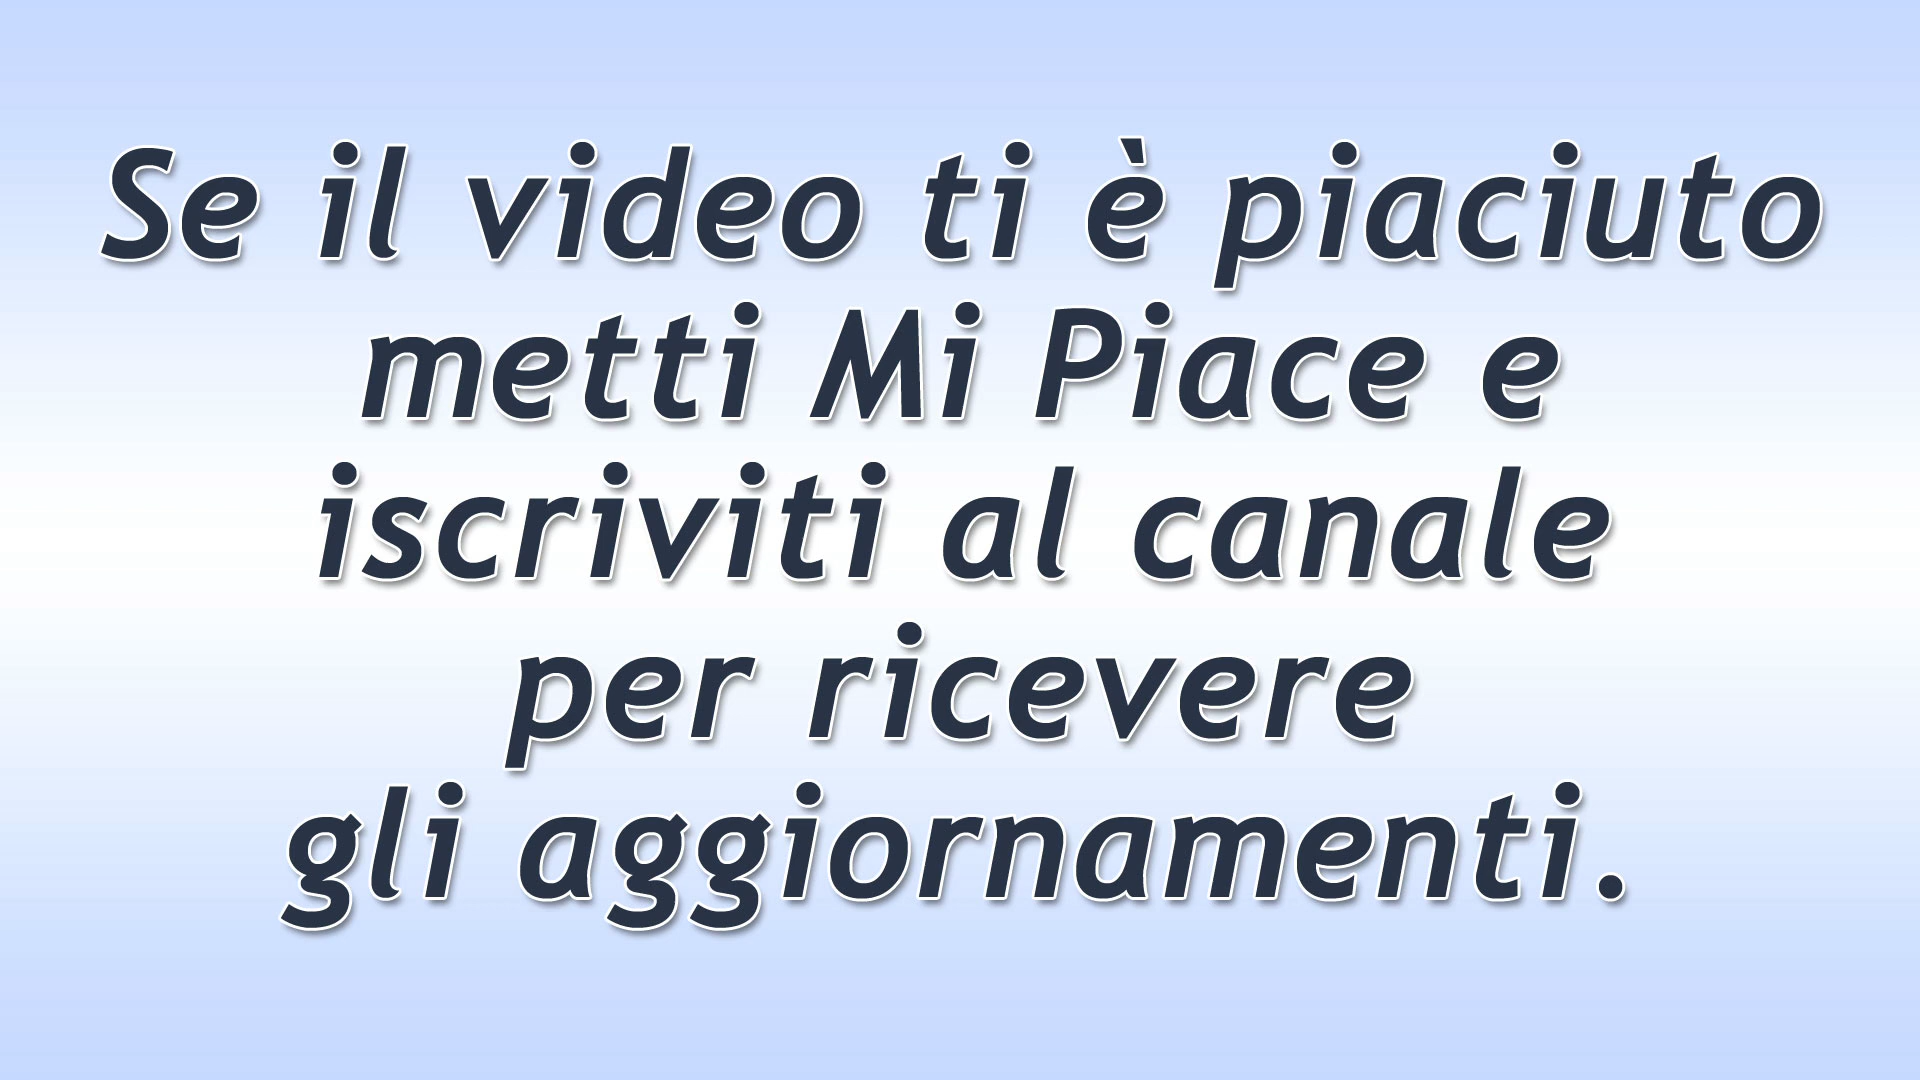 Se il video ti è piaciuto
metti Mi Piace e
iscriviti al canale
per ricevere
gli aggiornamenti.